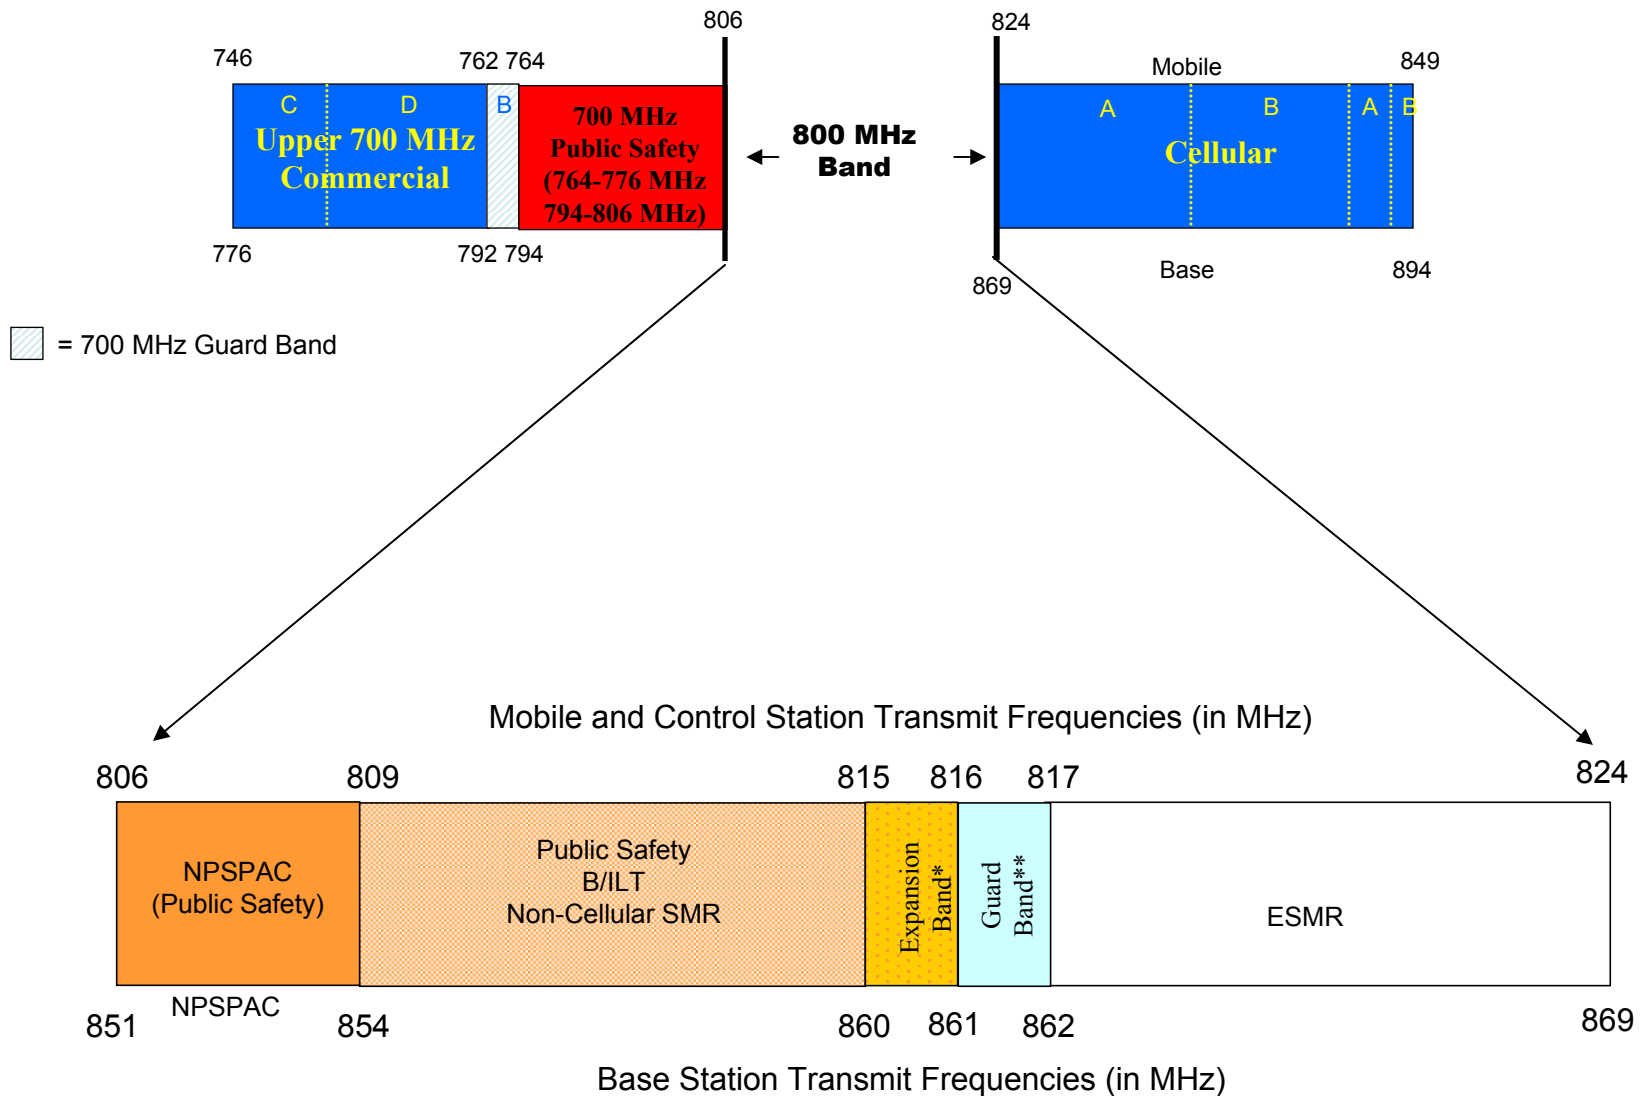 806
824
746
762 764
Mobile
849
C
D
B
A
B
A
B
Upper 700 MHz
Commercial
700 MHz
Public Safety
(764-776 MHz
794-806 MHz)
800 MHz
Band
Cellular
776
792 794
869
Base
894
= 700 MHz Guard Band
Mobile and Control Station Transmit Frequencies (in MHz)
806
809
815
816
817
824
NPSPAC
(Public Safety)
Public Safety
B/ILT
Non-Cellular SMR
Expansion
Band*
Guard
Band**
ESMR
NPSPAC
851
854
860
861
862
869
Base Station Transmit Frequencies (in MHz)